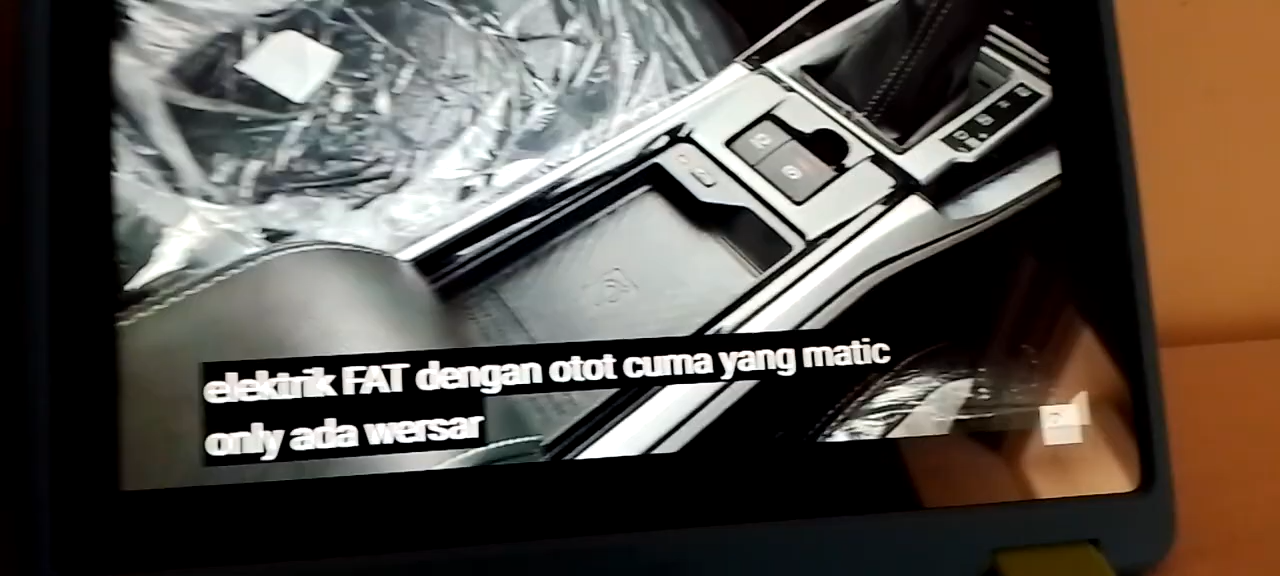 elektrik FAT dengan otot cuma yang matic
only ada wersar